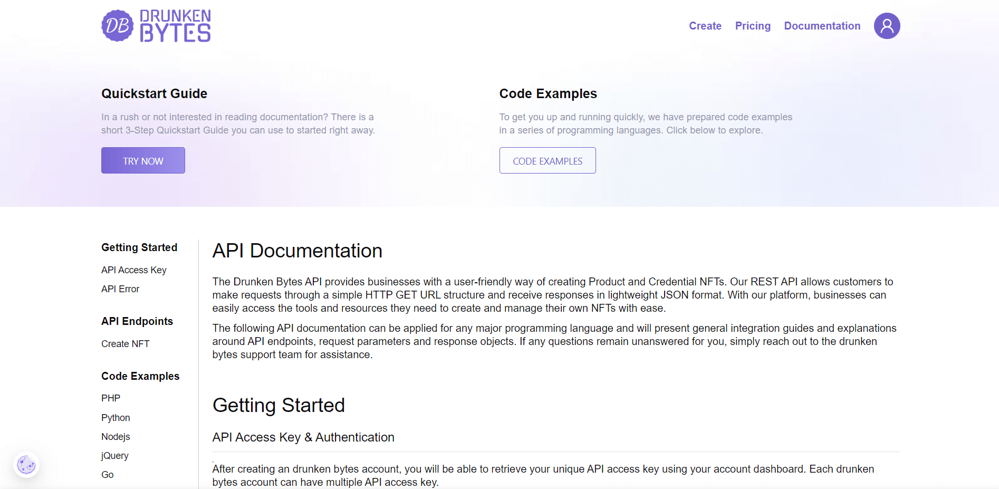 DB DRUNKEN BYTES
Create Pricing Documentation
Quickstart Guide
In a rush or not interested in reading documentation? There is a
short 3-Step Quickstart Guide you can use to started right away.
TRY NOW
Code Examples
To get you up and running quickly, we have prepared code examples
in a series of programming languages. Click below to explore.
CODE EXAMPLES
Getting Started
API Access Key
API Error
API Endpoints
Create NFT
Code Examples
PHP
Python
Nodejs
jQuery
Go
API Documentation
The Drunken Bytes API provides businesses with a user-friendly way of creating Product and Credential NFTs. Our REST API allows customers to
make requests through a simple HTTP GET URL structure and receive responses in lightweight JSON format. With our platform, businesses can
easily access the tools and resources they need to create and manage their own NFTs with ease.
The following API documentation can be applied for any major programming language and will present general integration guides and explanations
around API endpoints, request parameters and response objects. If any questions remain unanswered for you, simply reach out to the drunken
bytes support team for assistance.
Getting Started
API Access Key & Authentication
After creating an drunken bytes account, you will be able to retrieve your unique API access key using your account dashboard. Each drunken
bytes account can have multiple API access key.